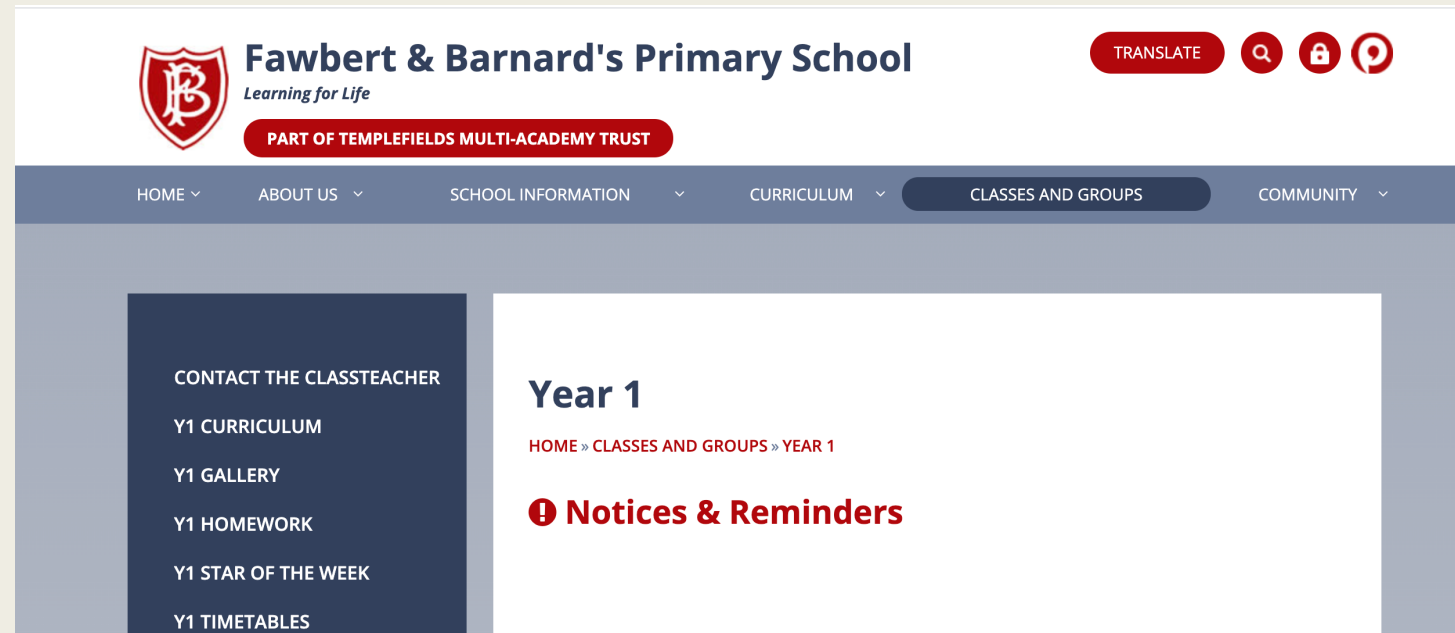 Fawbert & Barnard's Primary School
Learning for Life
PART OF TEMPLEFIELDS MULTI-ACADEMY TRUST
TRANSLATE
HOME
ABOUT US
SCHOOL INFORMATION
CURRICULUM
CLASSES AND GROUPS
COMMUNITY
CONTACT THE CLASSTEACHER
Y1 CURRICULUM
Y1 GALLERY
Y1 HOMEWORK
Y1 STAR OF THE WEEK
Y1 TIMETABLES
Year 1
HOME » CLASSES AND GROUPS » YEAR 1
Notices & Reminders